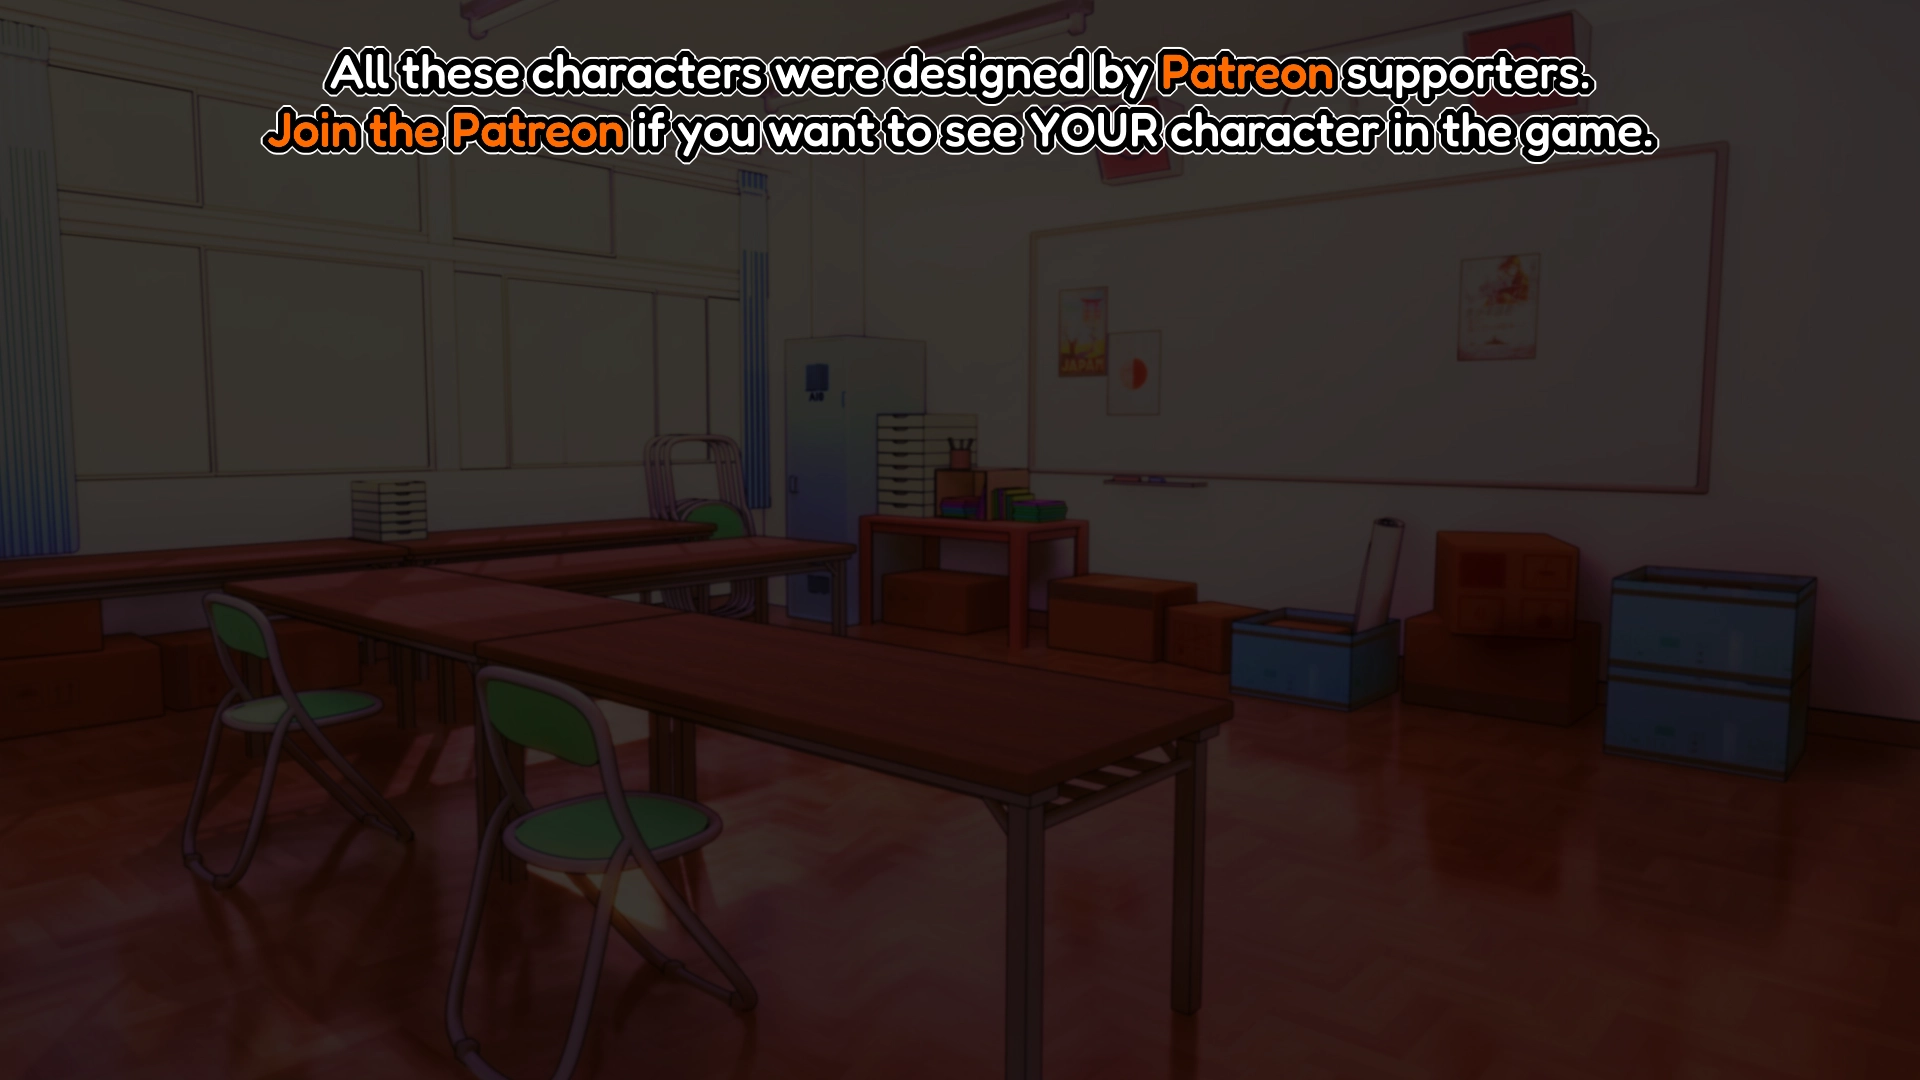 All these characters were designed by Patreon supporters.
Join the Patreon if you want to see YOUR character in the game.
JAPAN